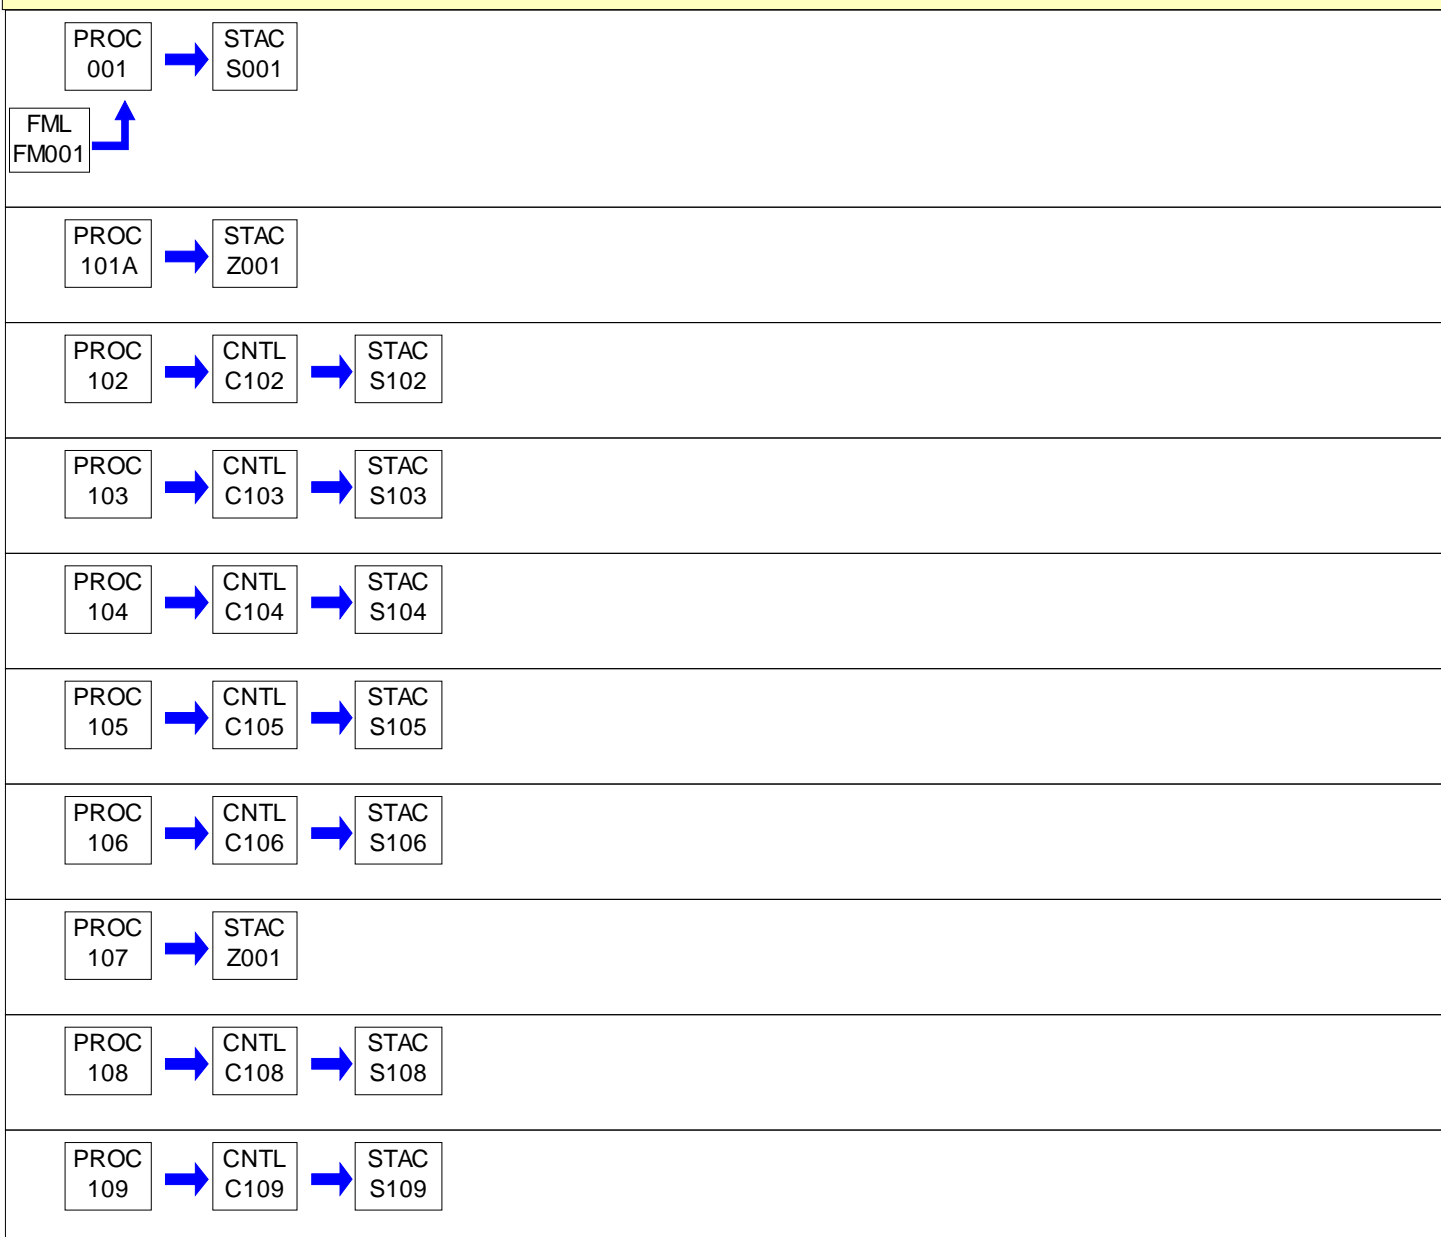 PROC
001
STAC
S001
FML
FM001
PROC
101A
STAC
Z001
PROC
102
CNTL
C102
STAC
S102
PROC
103
CNTL
C103
STAC
S103
PROC
104
CNTL
C104
STAC
S104
PROC
105
CNTL
C105
STAC
S105
PROC
106
CNTL
C106
STAC
S106
PROC
107
STAC
Z001
PROC
108
CNTL
C108
STAC
S108
PROC
109
CNTL
C109
STAC
S109